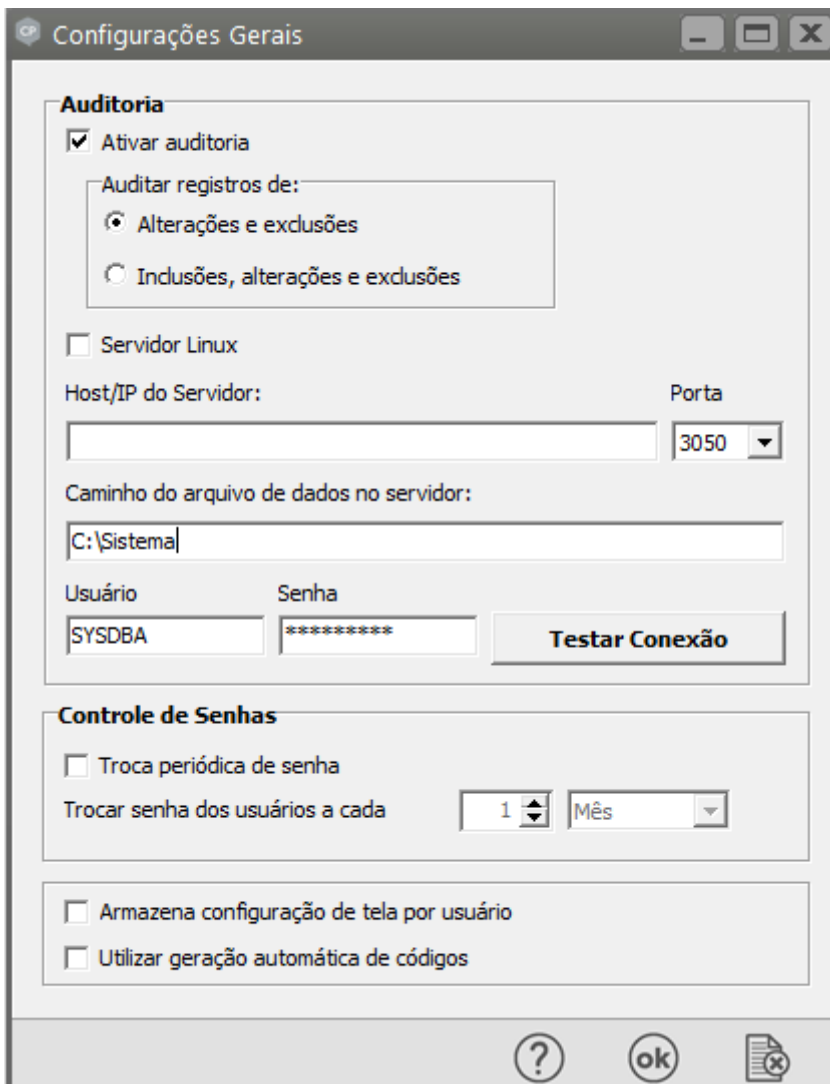 CP Configurações Gerais
Auditoria
Ativar auditoria
Auditar registros de:
Alterações e exclusões
Inclusões, alterações e exclusões
Servidor Linux
Host/IP do Servidor: Porta
3050
Caminho do arquivo de dados no servidor:
C:\Sistema
Usuário Senha
SYSDBA ********* Testar Conexão
Controle de Senhas
Troca periódica de senha
Trocar senha dos usuários a cada 1 Mês
Armazena configuração de tela por usuário
Utilizar geração automática de códigos
? ok